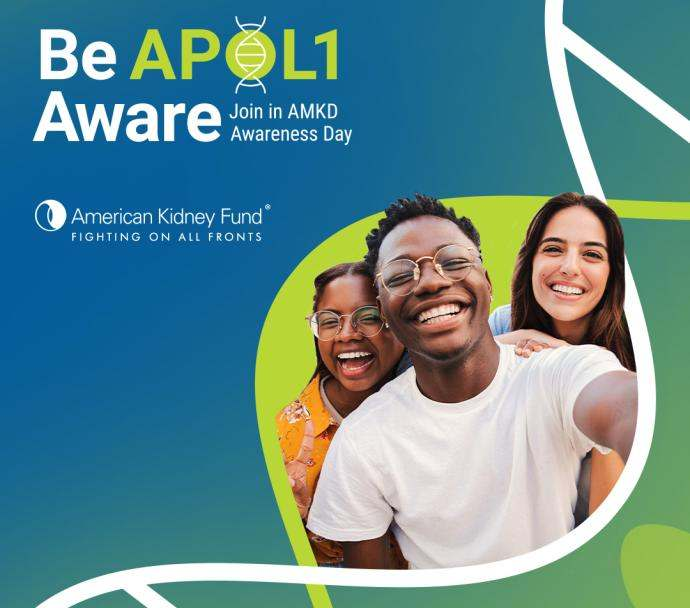 Be APOL1
Aware
Join in AMKD
Awareness Day
American Kidney Fund®
FIGHTING ON ALL FRONTS